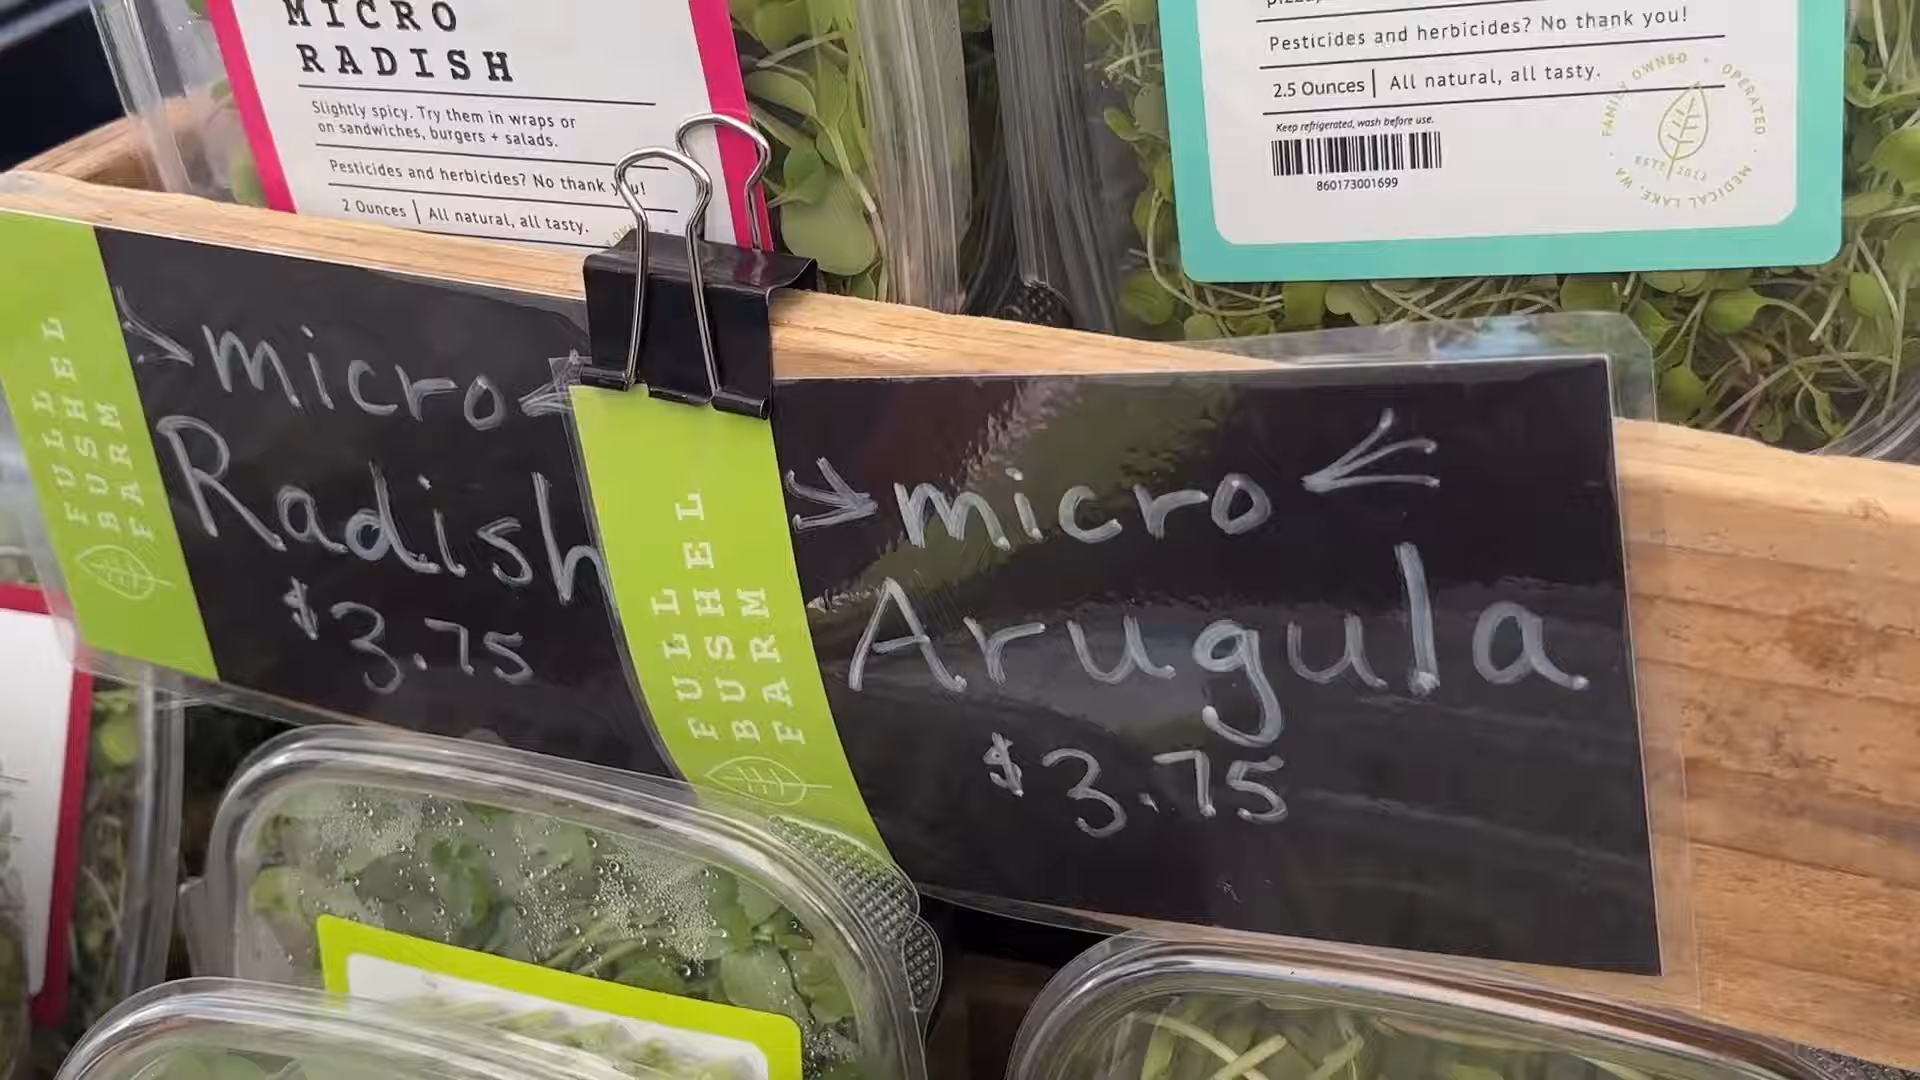 MICRO
RADISH
Slightly spicy. Try them in wraps or
on sandwiches, burgers + salads.
Pesticides and herbicides? No thank you!
2 Ounces | All natural, all tasty.
Pesticides and herbicides? No thank you!
2.5 Ounces | All natural, all tasty.
Keep refrigerated, wash before use.
860173001699
FAMILY OWNED • OPERATED • MEDICAL LAKE, WA
ESTD 2012
FULL
BUSHEL
FARM
micro
Radish
$3.75
FULL
BUSHEL
FARM
micro
Arugula
$3.75